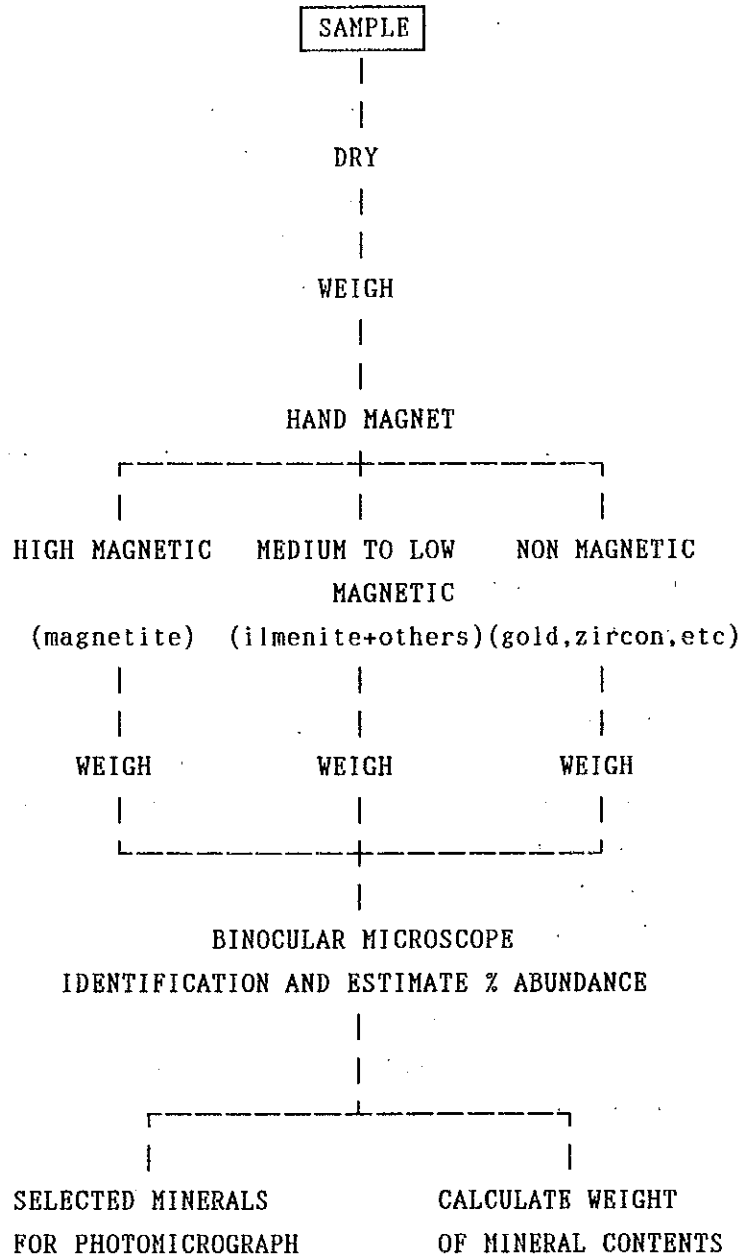 SAMPLE
DRY
WEIGH
HAND MAGNET
HIGH MAGNETIC MEDIUM TO LOW NON MAGNETIC
MAGNETIC
(magnetite) (ilmenite+others)(gold,zircon,etc)
WEIGH WEIGH WEIGH
BINOCULAR MICROSCOPE
IDENTIFICATION AND ESTIMATE % ABUNDANCE
SELECTED MINERALS CALCULATE WEIGHT
FOR PHOTOMICROGRAPH OF MINERAL CONTENTS